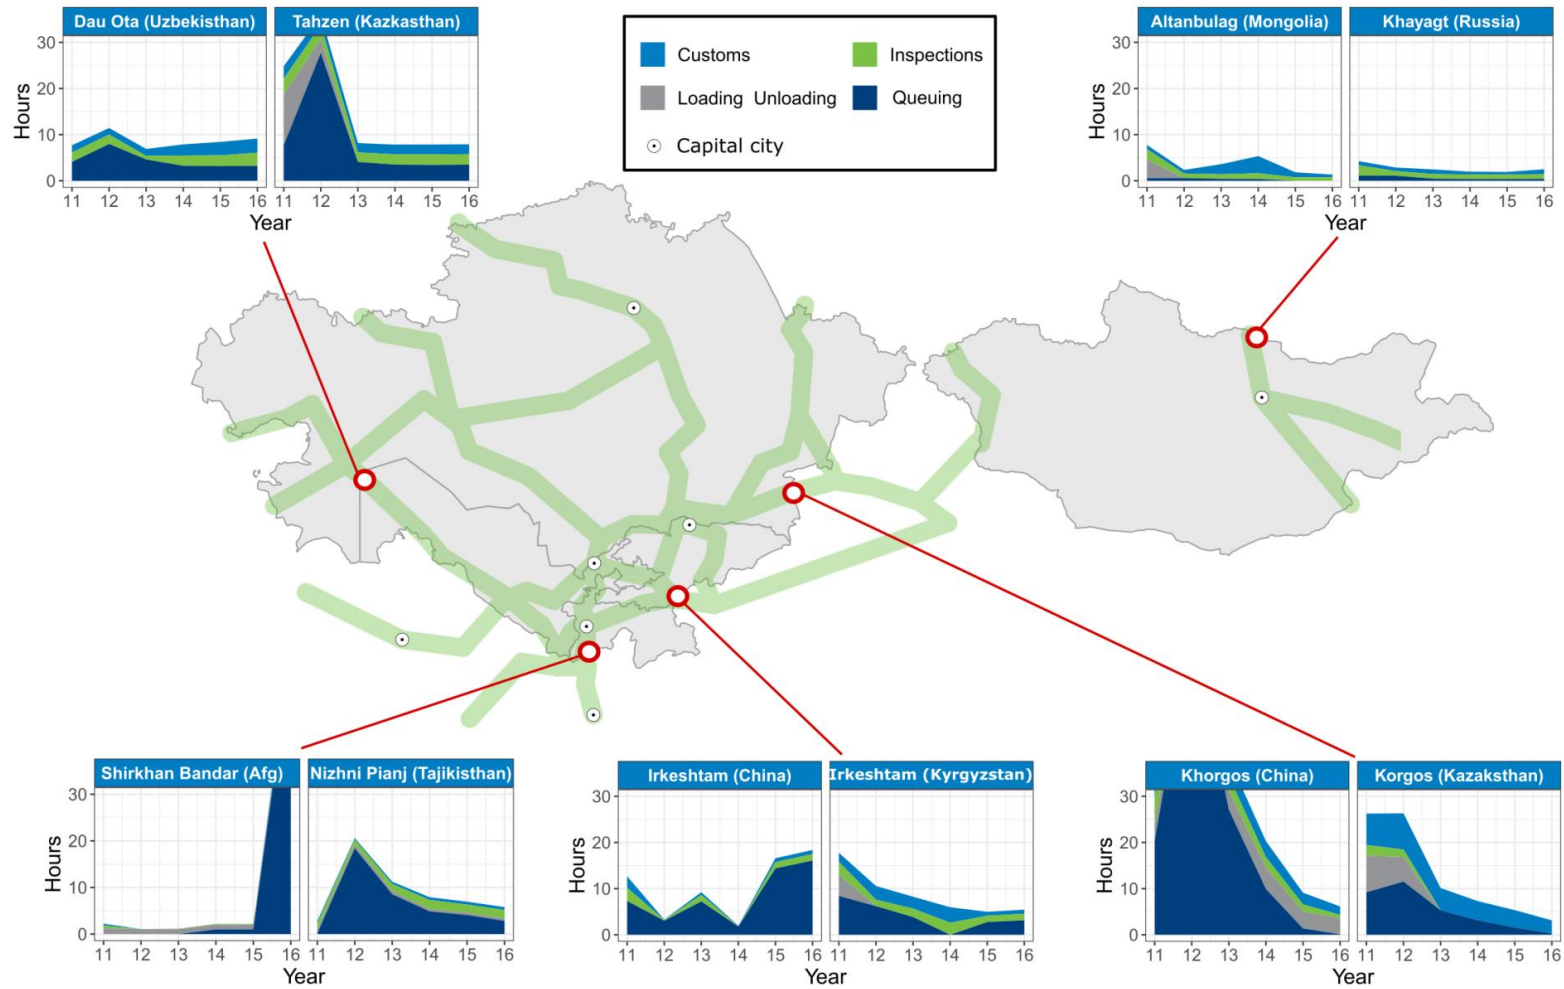 Dau Ota (Uzbekisthan)
Tahzen (Kazkasthan)
Hours
30
20
10
0
11 12 13 14 15 16
11 12 13 14 15 16
Year
Customs
Inspections
Loading Unloading
Queuing
Capital city
Altanbulag (Mongolia)
Khayagt (Russia)
Hours
30
20
10
0
11 12 13 14 15 16
11 12 13 14 15 16
Year
Shirkhan Bandar (Afg)
Nizhni Pianj (Tajikisthan)
Hours
30
20
10
0
11 12 13 14 15 16
11 12 13 14 15 16
Year
Irkeshtam (China)
Irkeshtam (Kyrgyzstan)
Hours
30
20
10
0
11 12 13 14 15 16
11 12 13 14 15 16
Year
Khorgos (China)
Korgos (Kazaksthan)
Hours
30
20
10
0
11 12 13 14 15 16
11 12 13 14 15 16
Year